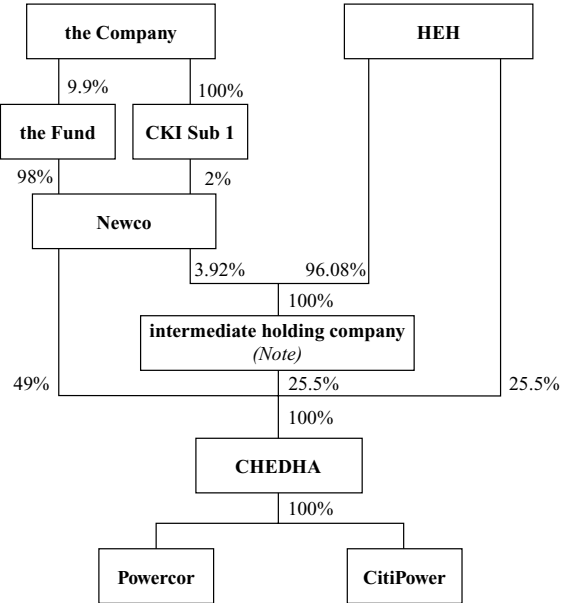 the Company
HEH
9.9%
100%
the Fund
CKI Sub 1
98%
2%
Newco
3.92%
96.08%
100%
intermediate holding company
(Note)
49%
25.5%
25.5%
100%
CHEDHA
100%
Powercor
CitiPower